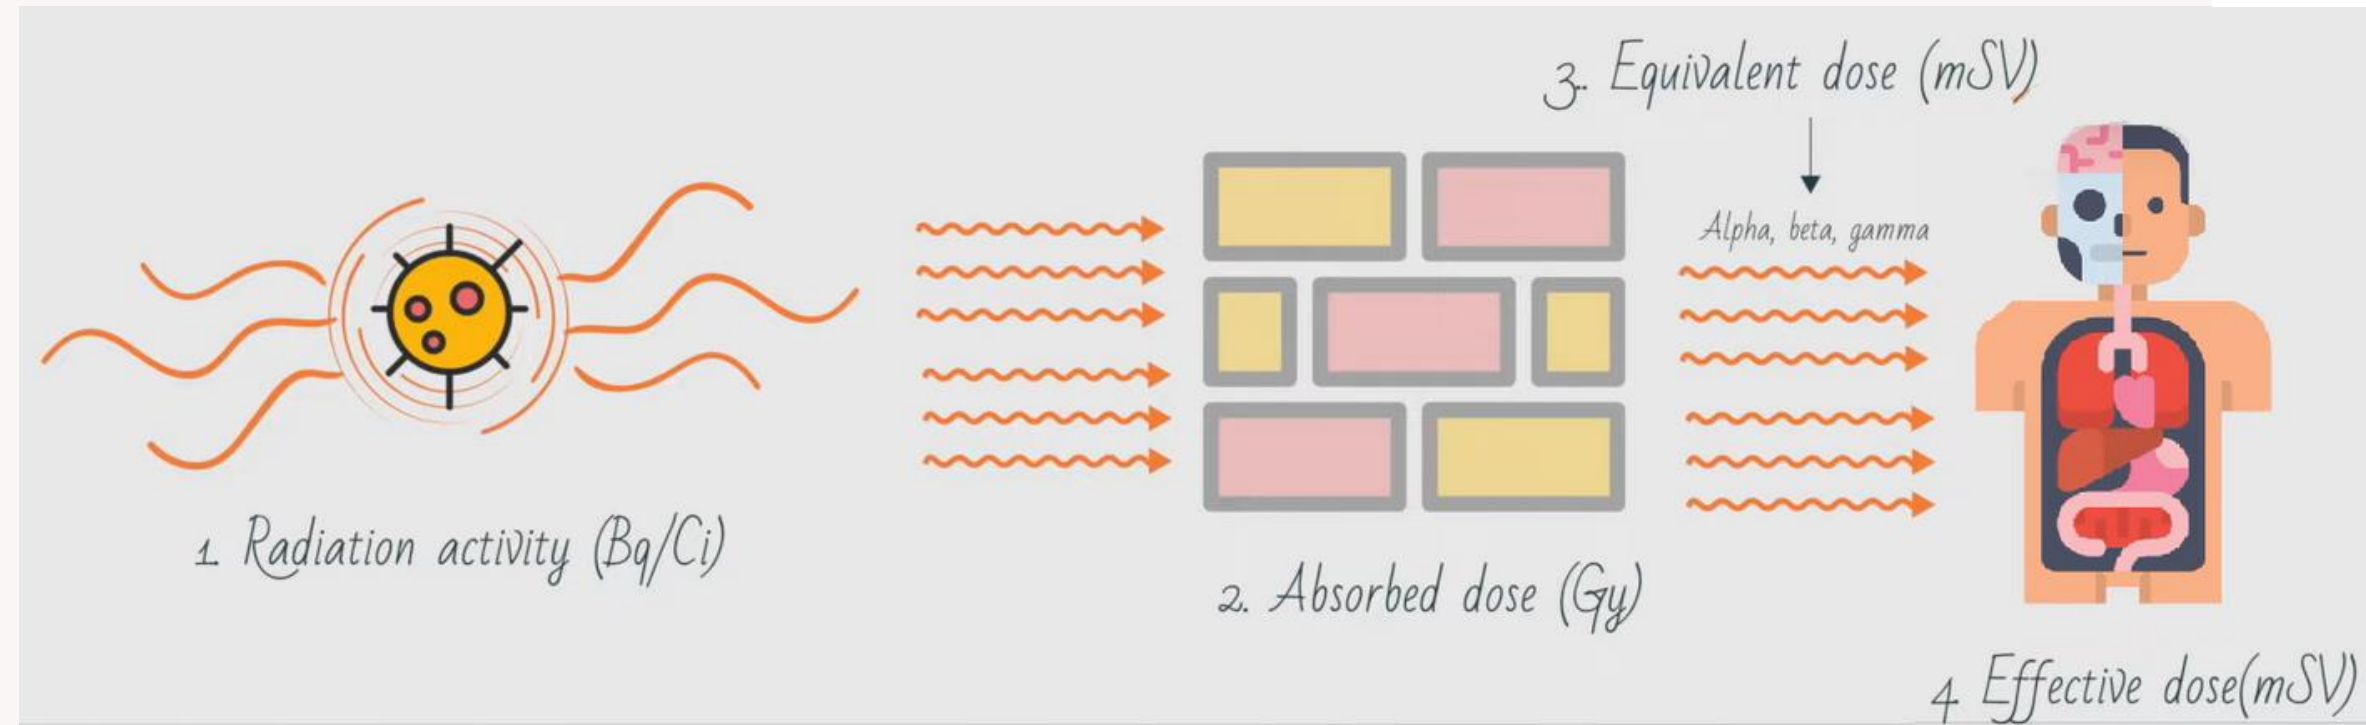 1. Radiation activity (Bq/Ci)
2. Absorbed dose (Gy)
3.. Equivalent dose (mSV)
Alpha, beta, gamma
4. Effective dose(mSV)